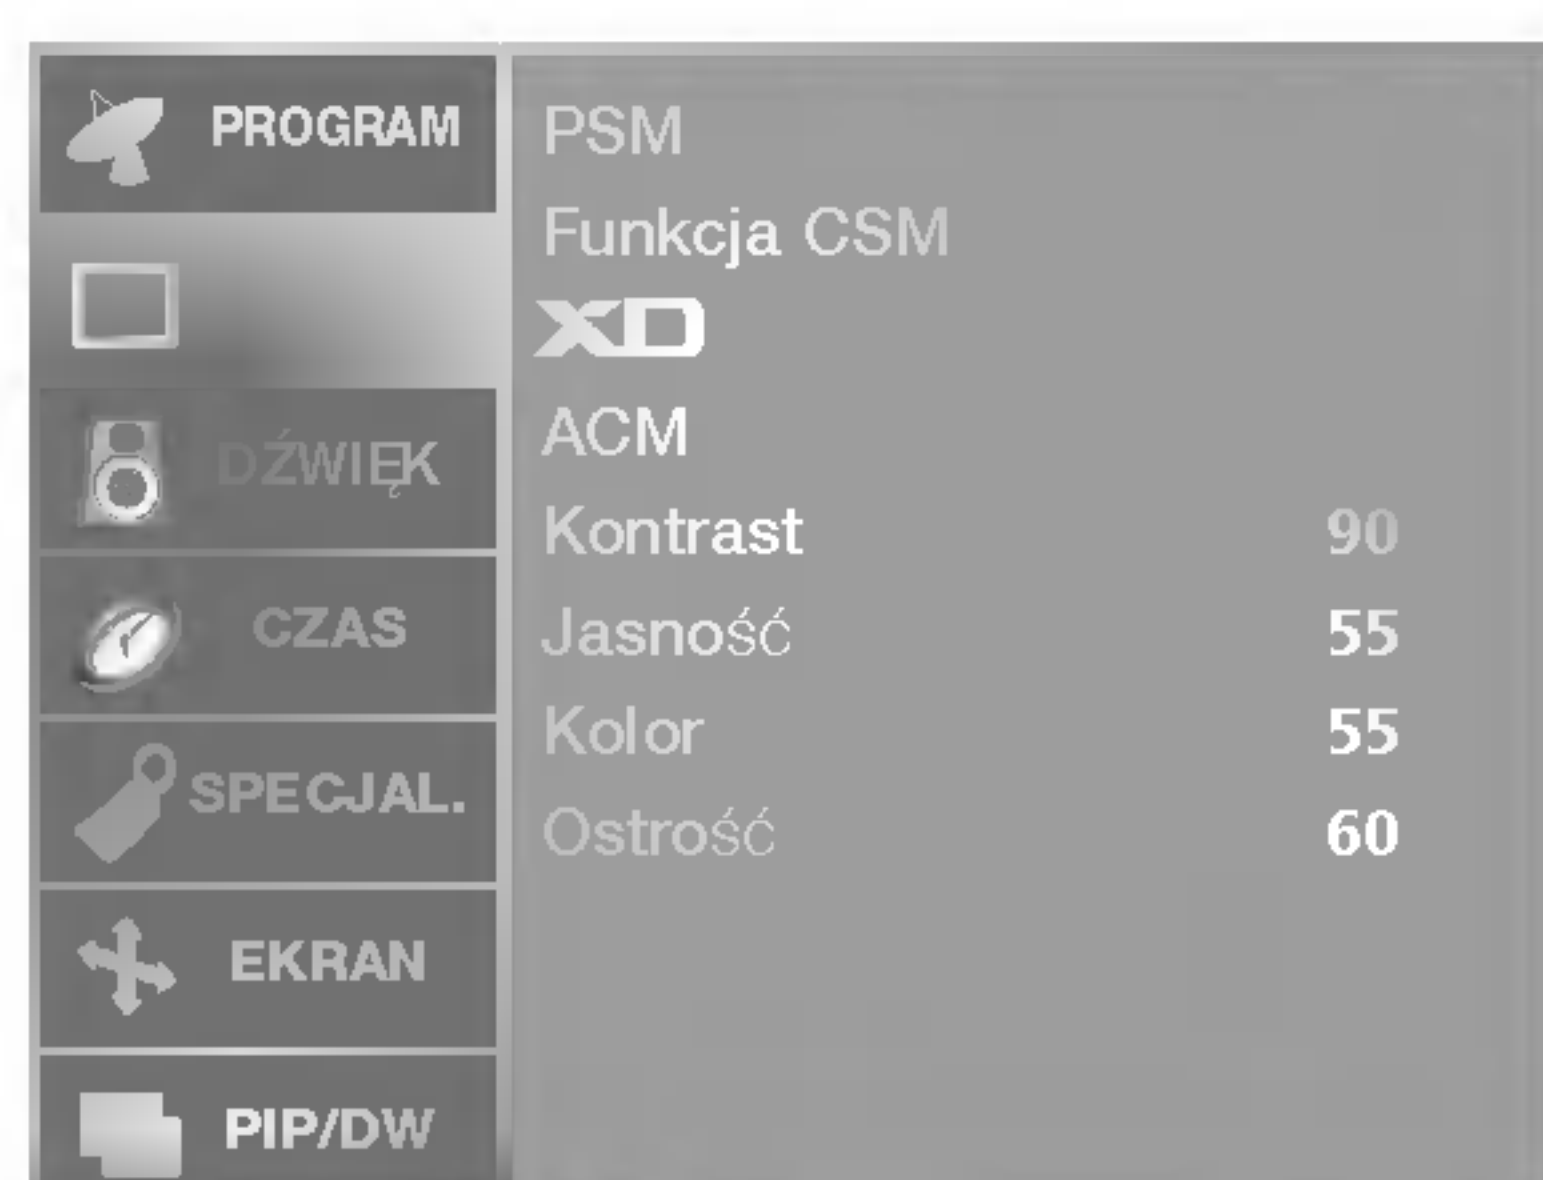 PROGRAM
DŹWIĘK
CZAS
SPECJAL.
EKRAN
PIP/DW
PSM
Funkcja CSM
XD
ACM
Kontrast 90
Jasność 55
Kolor 55
Ostrość 60